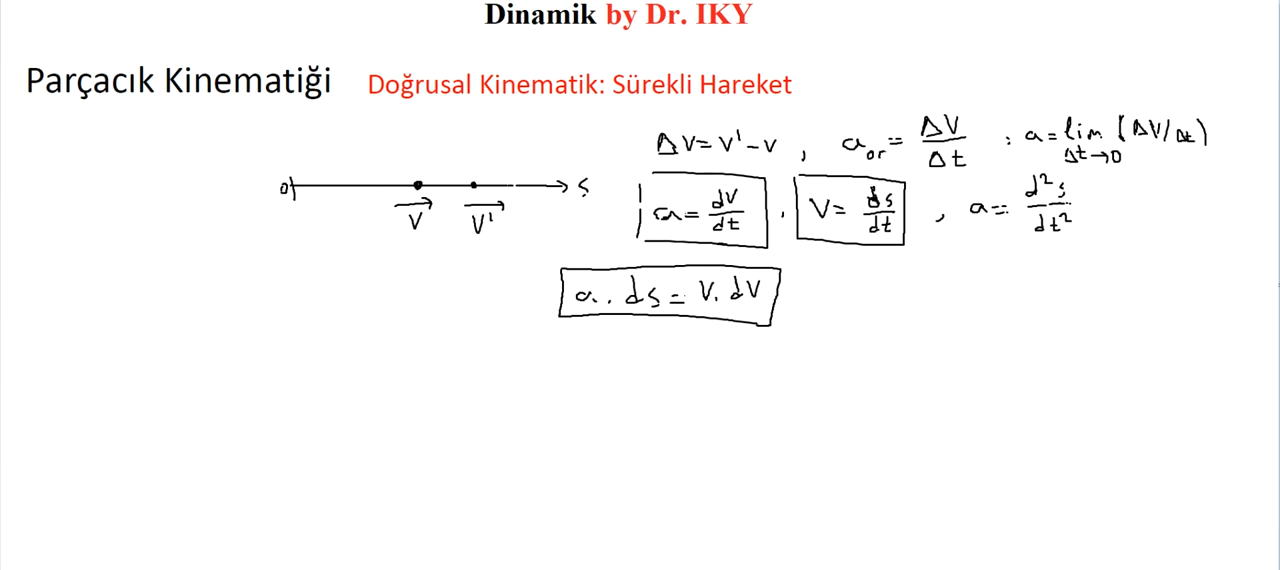 Dinamik by Dr. IKY
Parçacık Kinematiği Doğrusal Kinematik: Sürekli Hareket
ΔV = V' - V , a_or = ΔV/Δt : a = lim Δt→0 (ΔV/Δt)
0 S
V V'
a = dV/dt , V = ds/dt , a = d²s/dt²
a . ds = V . dV